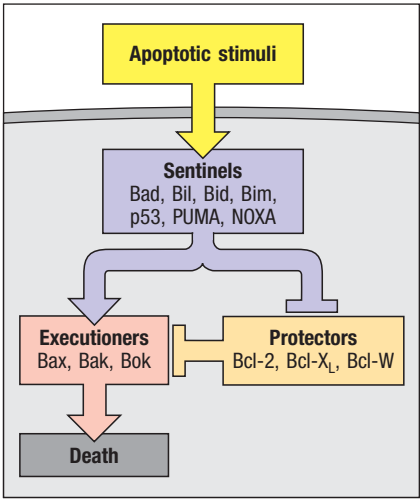 Apoptotic stimuli
Sentinels
Bad, Bil, Bid, Bim,
p53, PUMA, NOXA
Executioners
Bax, Bak, Bok
Protectors
Bcl-2, Bcl-X_L, Bcl-W
Death